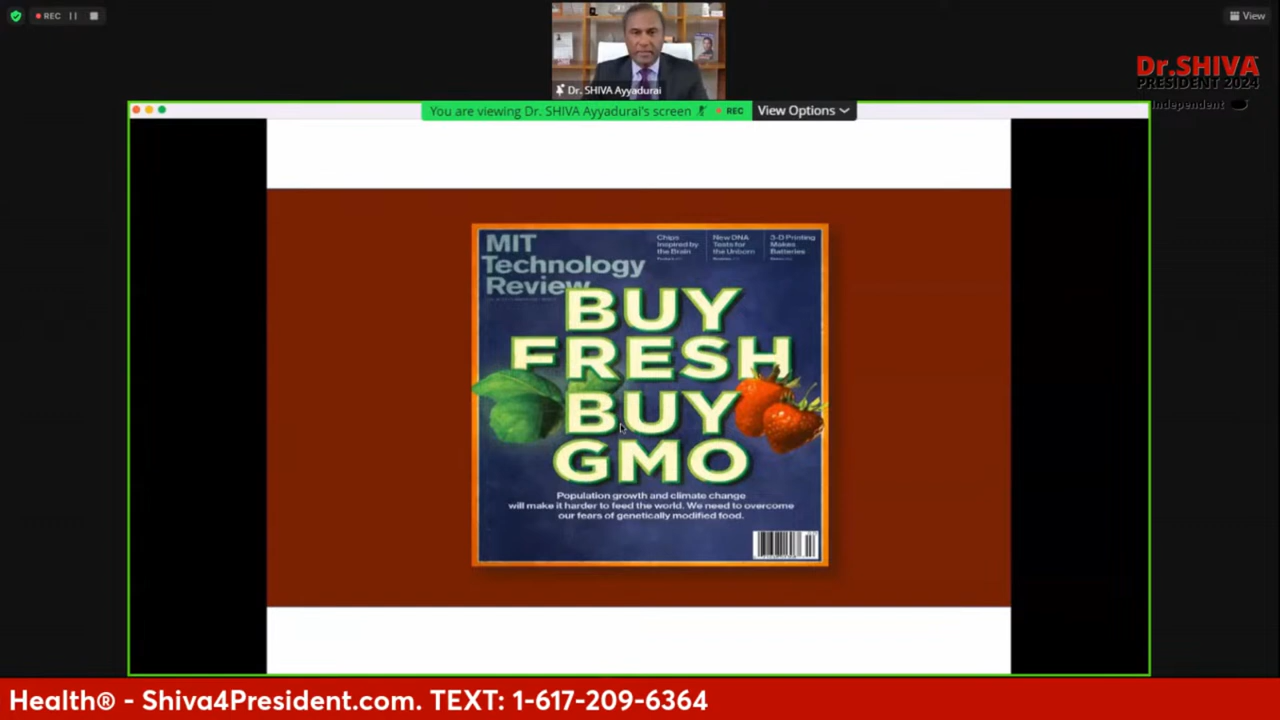 REC
View
Dr. SHIVA Ayyadurai
Dr.SHIVA
PRESIDENT 2024
Independent
You are viewing Dr. SHIVA Ayyadurai's screen
REC
View Options
MIT
Technology
Review
Chips
Inspired by
the Brain
New DNA
Tests for
the Unborn
3-D Printing
Makes
Batteries
BUY
FRESH
BUY
GMO
Population growth and climate change
will make it harder to feed the world. We need to overcome
our fears of genetically modified food.
Health® - Shiva4President.com. TEXT: 1-617-209-6364